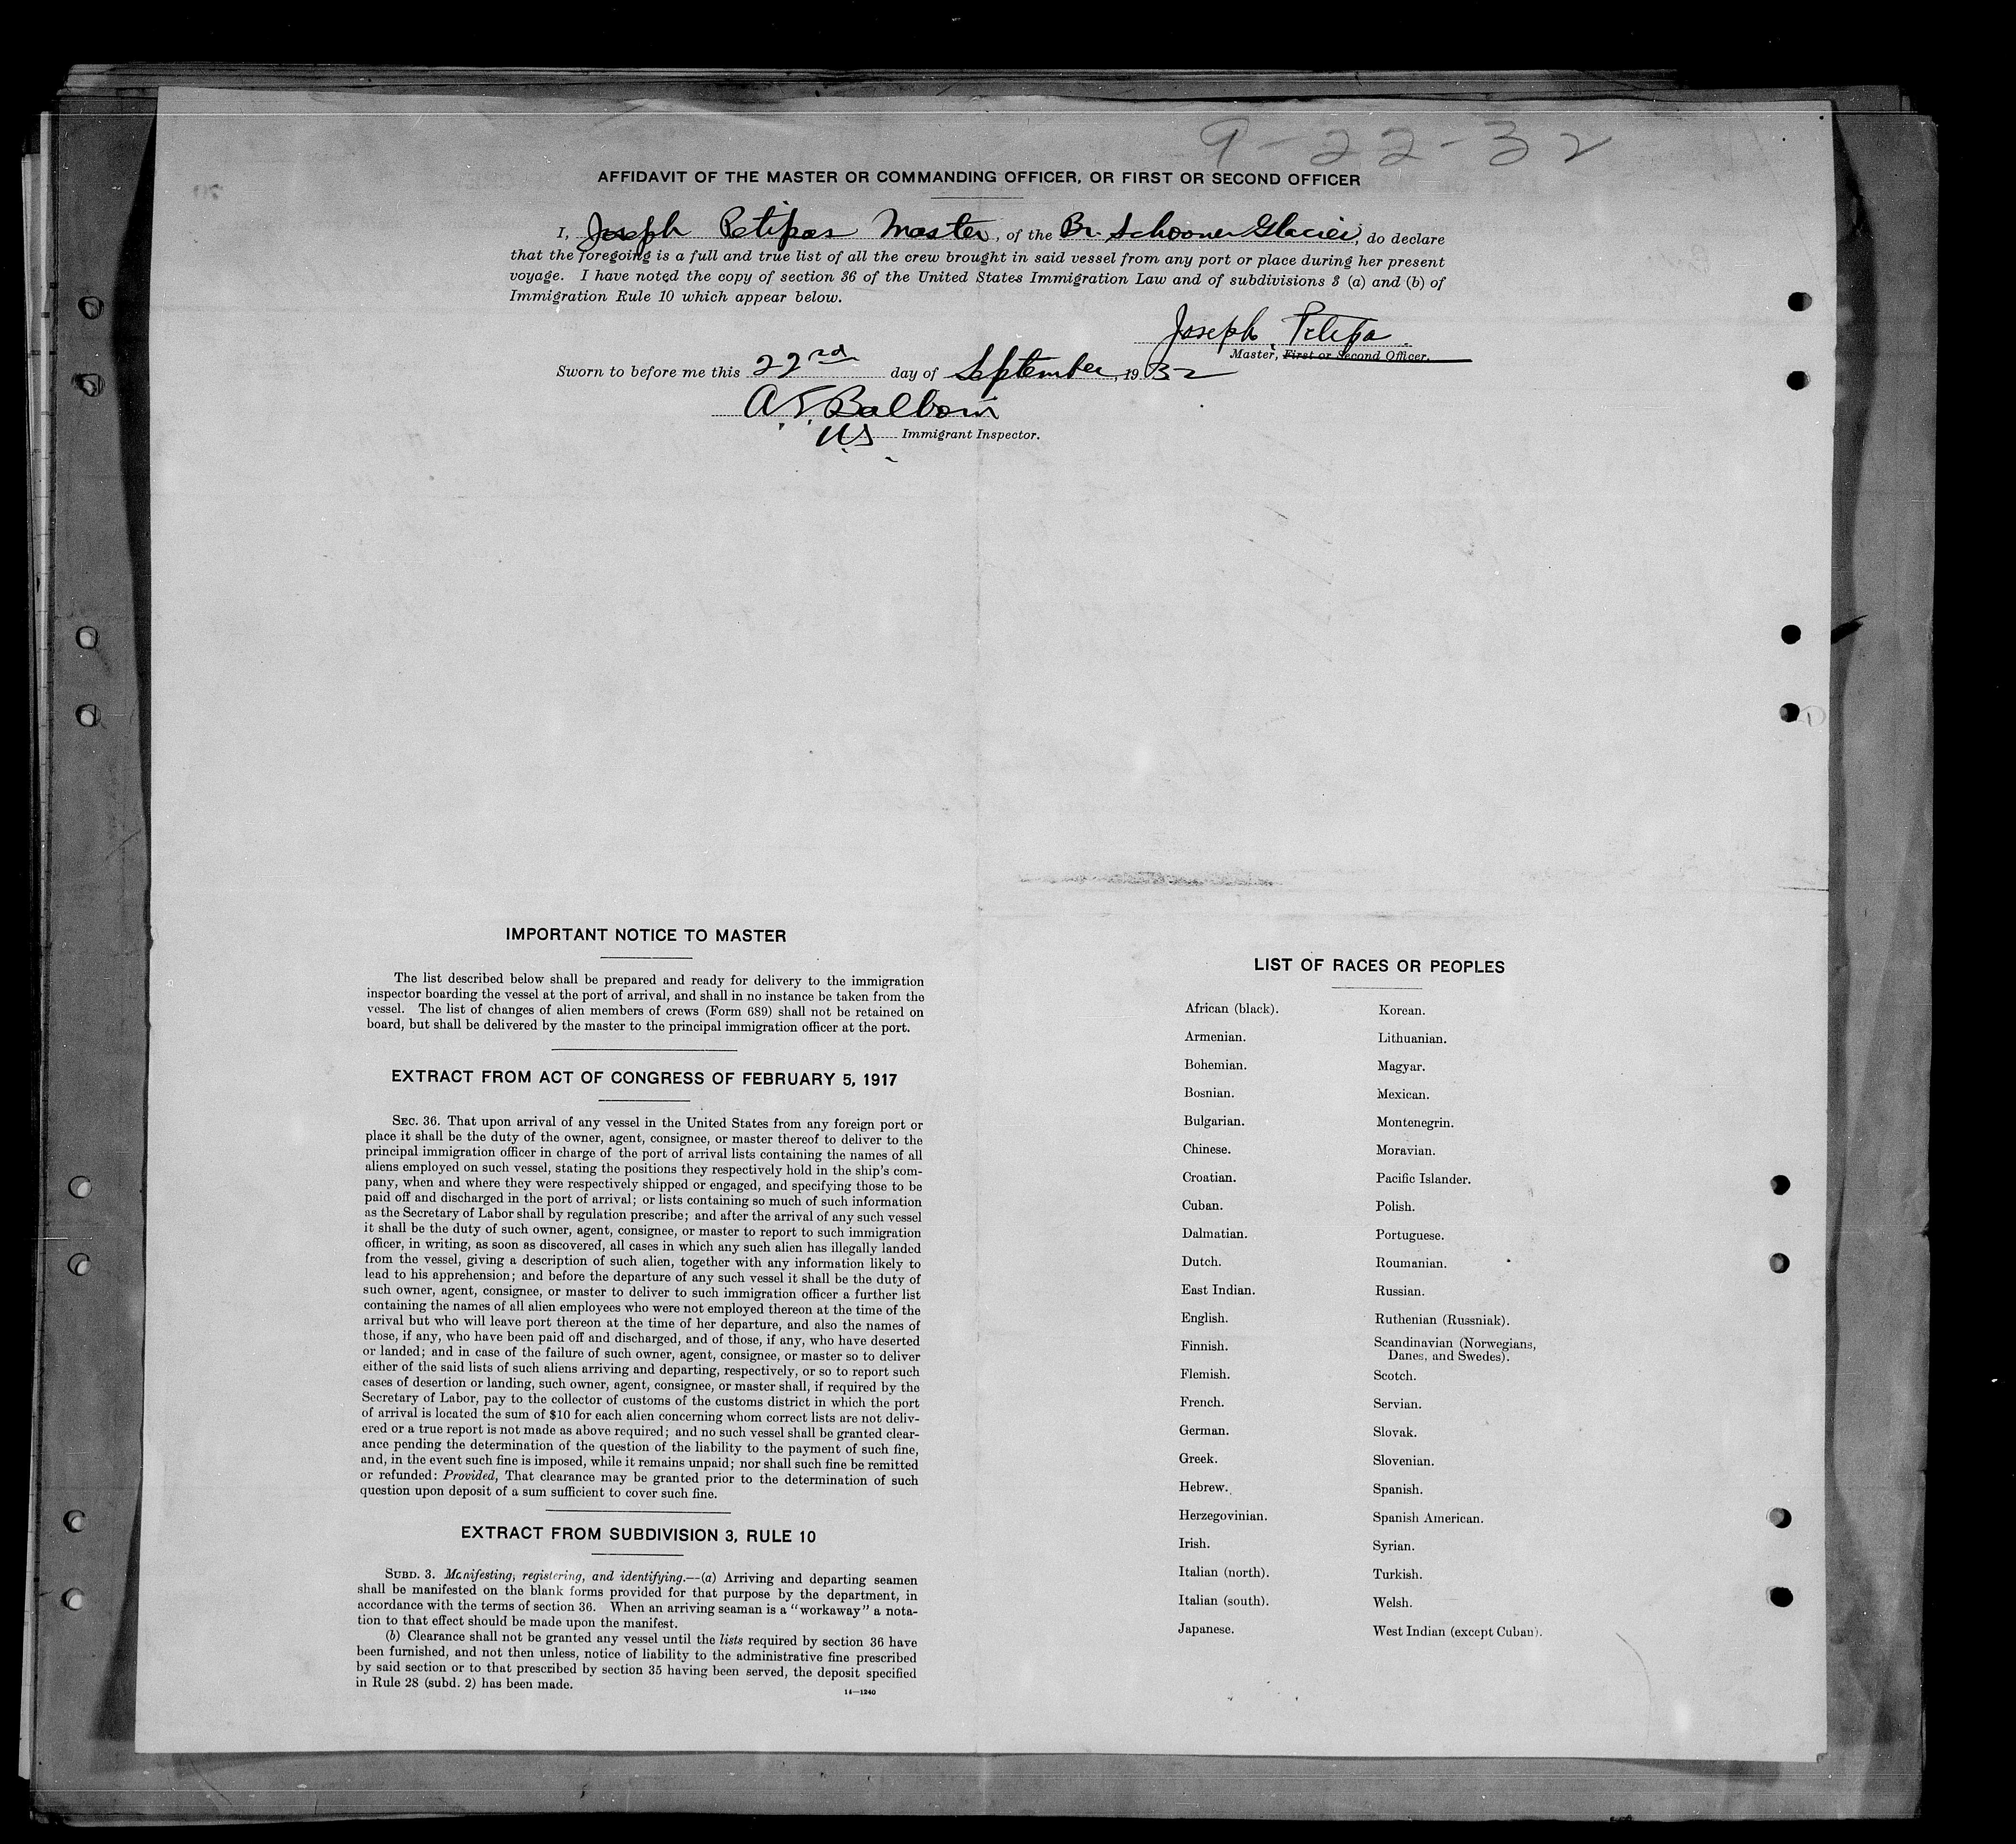 9-22-32
AFFIDAVIT OF THE MASTER OR COMMANDING OFFICER, OR FIRST OR SECOND OFFICER
I, Joseph Petipas Master, of the Br. Schooner Glacier, do declare
that the foregoing is a full and true list of all the crew brought in said vessel from any port or place during her present
voyage. I have noted the copy of section 36 of the United States Immigration Law and of subdivisions 3 (a) and (b) of
Immigration Rule 10 which appear below.
Joseph Petipa
Master, First or Second Officer.
Sworn to before me this 22nd day of September, 1932
U.S. Immigrant Inspector.
IMPORTANT NOTICE TO MASTER
The list described below shall be prepared and ready for delivery to the immigration
inspector boarding the vessel at the port of arrival, and shall in no instance be taken from the
vessel. The list of changes of alien members of crews (Form 689) shall not be retained on
board, but shall be delivered by the master to the principal immigration officer at the port.
EXTRACT FROM ACT OF CONGRESS OF FEBRUARY 5, 1917
SEC. 36. That upon arrival of any vessel in the United States from any foreign port or
place it shall be the duty of the owner, agent, consignee, or master thereof to deliver to the
principal immigration officer in charge of the port of arrival lists containing the names of all
aliens employed on such vessel, stating the positions they respectively hold in the ship's com-
pany, when and where they were respectively shipped or engaged, and specifying those to be
paid off and discharged in the port of arrival; or lists containing so much of such information
as the Secretary of Labor shall by regulation prescribe; and after the arrival of any such vessel
it shall be the duty of such owner, agent, consignee, or master to report to such immigration
officer, in writing, as soon as discovered, all cases in which any such alien has illegally landed
from the vessel, giving a description of such alien, together with any information likely to
lead to his apprehension; and before the departure of any such vessel it shall be the duty of
such owner, agent, consignee, or master to deliver to such immigration officer a further list
containing the names of all alien employees who were not employed thereon at the time of the
arrival but who will leave port thereon at the time of her departure, and also the names of
those, if any, who have been paid off and discharged, and of those, if any, who have deserted
or landed; and in case of the failure of such owner, agent, consignee, or master so to deliver
either of the said lists of such aliens arriving and departing, respectively, or so to report such
cases of desertion or landing, such owner, agent, consignee, or master shall, if required by the
Secretary of Labor, pay to the collector of customs of the customs district in which the port
of arrival is located the sum of $10 for each alien concerning whom correct lists are not deliv-
ered or a true report is not made as above required; and no such vessel shall be granted clear-
ance pending the determination of the question of the liability to the payment of such fine,
and, in the event such fine is imposed, while it remains unpaid; nor shall such fine be remitted
or refunded: Provided, That clearance may be granted prior to the determination of such
question upon deposit of a sum sufficient to cover such fine.
EXTRACT FROM SUBDIVISION 3, RULE 10
SUBD. 3. Manifesting, registering, and identifying.—(a) Arriving and departing seamen
shall be manifested on the blank forms provided for that purpose by the department, in
accordance with the terms of section 36. When an arriving seaman is a "workaway" a nota-
tion to that effect should be made upon the manifest.
(b) Clearance shall not be granted any vessel until the lists required by section 36 have
been furnished, and not then unless, notice of liability to the administrative fine prescribed
by said section or to that prescribed by section 35 having been served, the deposit specified
in Rule 28 (subd. 2) has been made.
14—1240
LIST OF RACES OR PEOPLES
African (black).
Armenian.
Bohemian.
Bosnian.
Bulgarian.
Chinese.
Croatian.
Cuban.
Dalmatian.
Dutch.
East Indian.
English.
Finnish.
Flemish.
French.
German.
Greek.
Hebrew.
Herzegovinian.
Irish.
Italian (north).
Italian (south).
Japanese.
Korean.
Lithuanian.
Magyar.
Mexican.
Montenegrin.
Moravian.
Pacific Islander.
Polish.
Portuguese.
Roumanian.
Russian.
Ruthenian (Russniak).
Scandinavian (Norwegians,
Danes, and Swedes).
Scotch.
Servian.
Slovak.
Slovenian.
Spanish.
Spanish American.
Syrian.
Turkish.
Welsh.
West Indian (except Cuban).